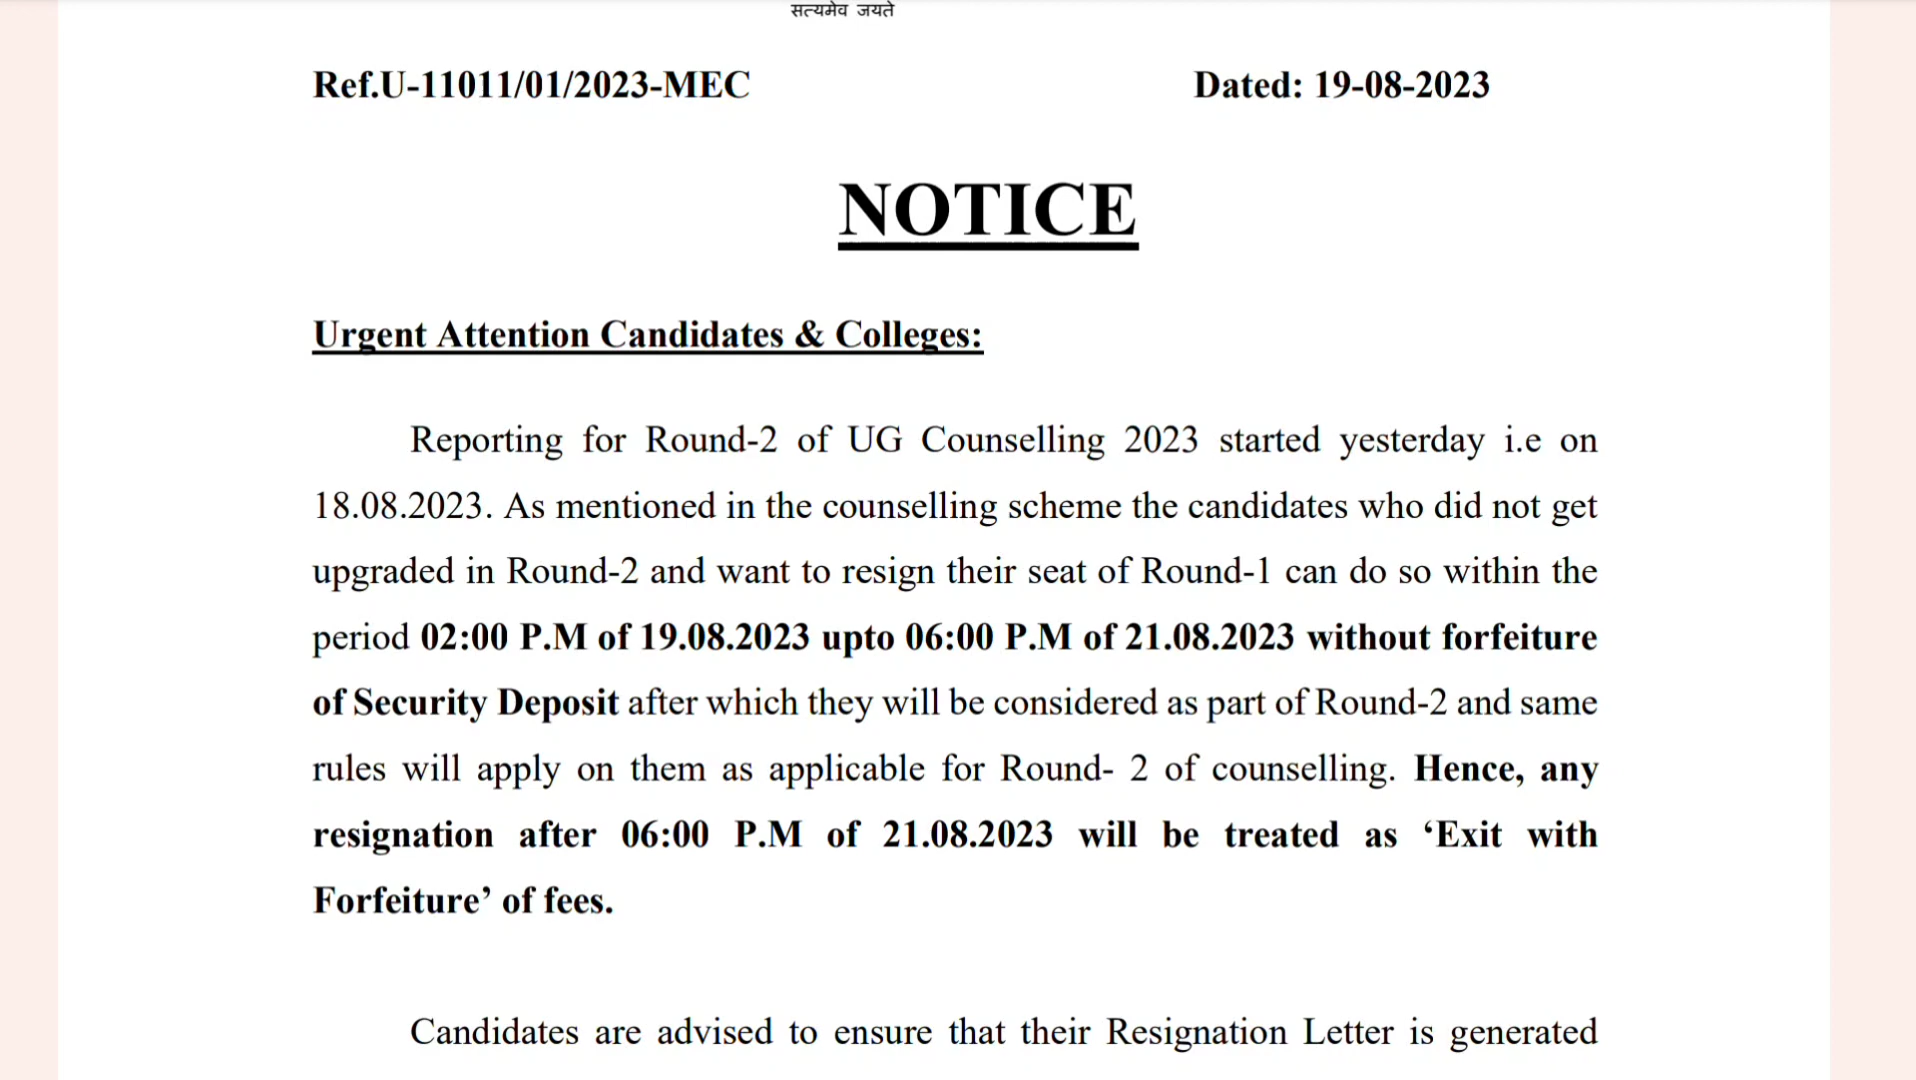 सत्यमेव जयते
Ref.U-11011/01/2023-MEC Dated: 19-08-2023
NOTICE
Urgent Attention Candidates & Colleges:
Reporting for Round-2 of UG Counselling 2023 started yesterday i.e on
18.08.2023. As mentioned in the counselling scheme the candidates who did not get
upgraded in Round-2 and want to resign their seat of Round-1 can do so within the
period 02:00 P.M of 19.08.2023 upto 06:00 P.M of 21.08.2023 without forfeiture
of Security Deposit after which they will be considered as part of Round-2 and same
rules will apply on them as applicable for Round- 2 of counselling. Hence, any
resignation after 06:00 P.M of 21.08.2023 will be treated as ‘Exit with
Forfeiture’ of fees.
Candidates are advised to ensure that their Resignation Letter is generated